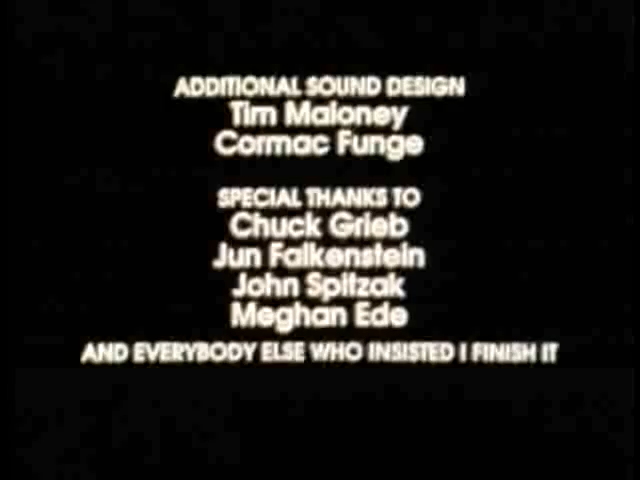 ADDITIONAL SOUND DESIGN
Tim Maloney
Cormac Funge
SPECIAL THANKS TO
Chuck Grieb
Jun Falkenstein
John Spitzak
Meghan Ede
AND EVERYBODY ELSE WHO INSISTED I FINISH IT